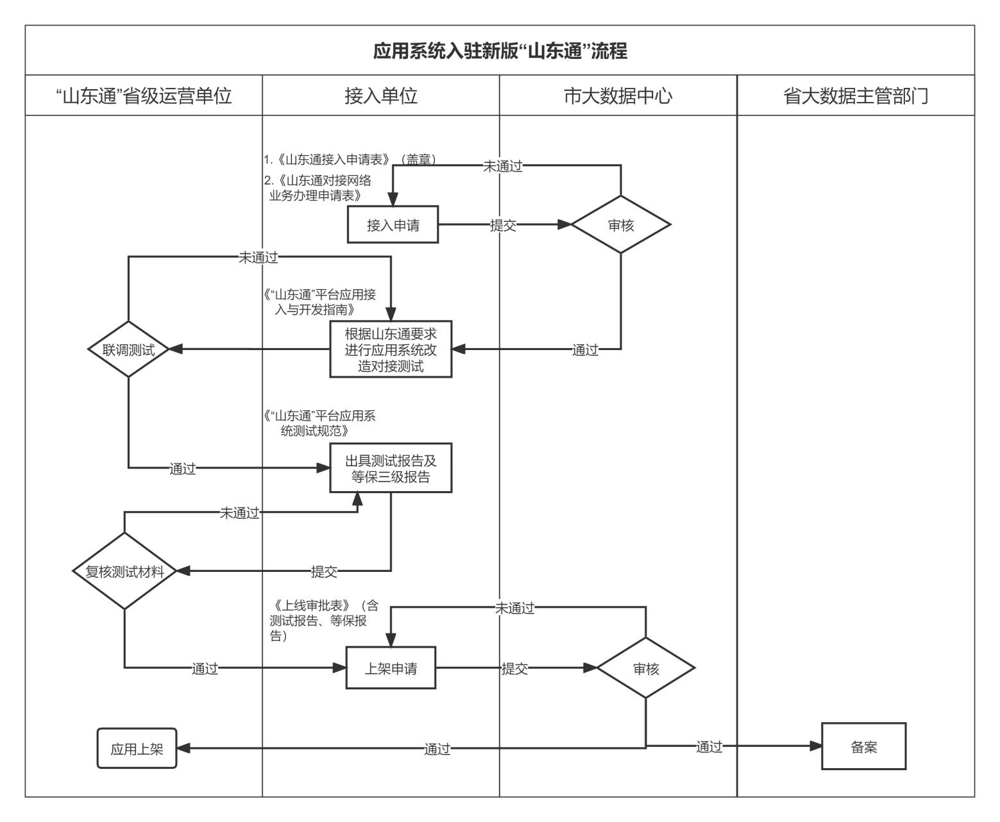 应用系统入驻新版“山东通”流程
“山东通”省级运营单位
接入单位
市大数据中心
省大数据主管部门
1.《山东通接入申请表》（盖章）
未通过
2.《山东通对接网络
业务办理申请表》
接入申请
提交
审核
未通过
《“山东通”平台应用接
入与开发指南》
根据山东通要求
进行应用系统改
造对接测试
联调测试
通过
《“山东通”平台应用系
统测试规范》
出具测试报告及
等保三级报告
通过
未通过
复核测试材料
提交
《上线审批表》（含
测试报告、等保报
告）
未通过
通过
上架申请
提交
审核
应用上架
通过
通过
备案